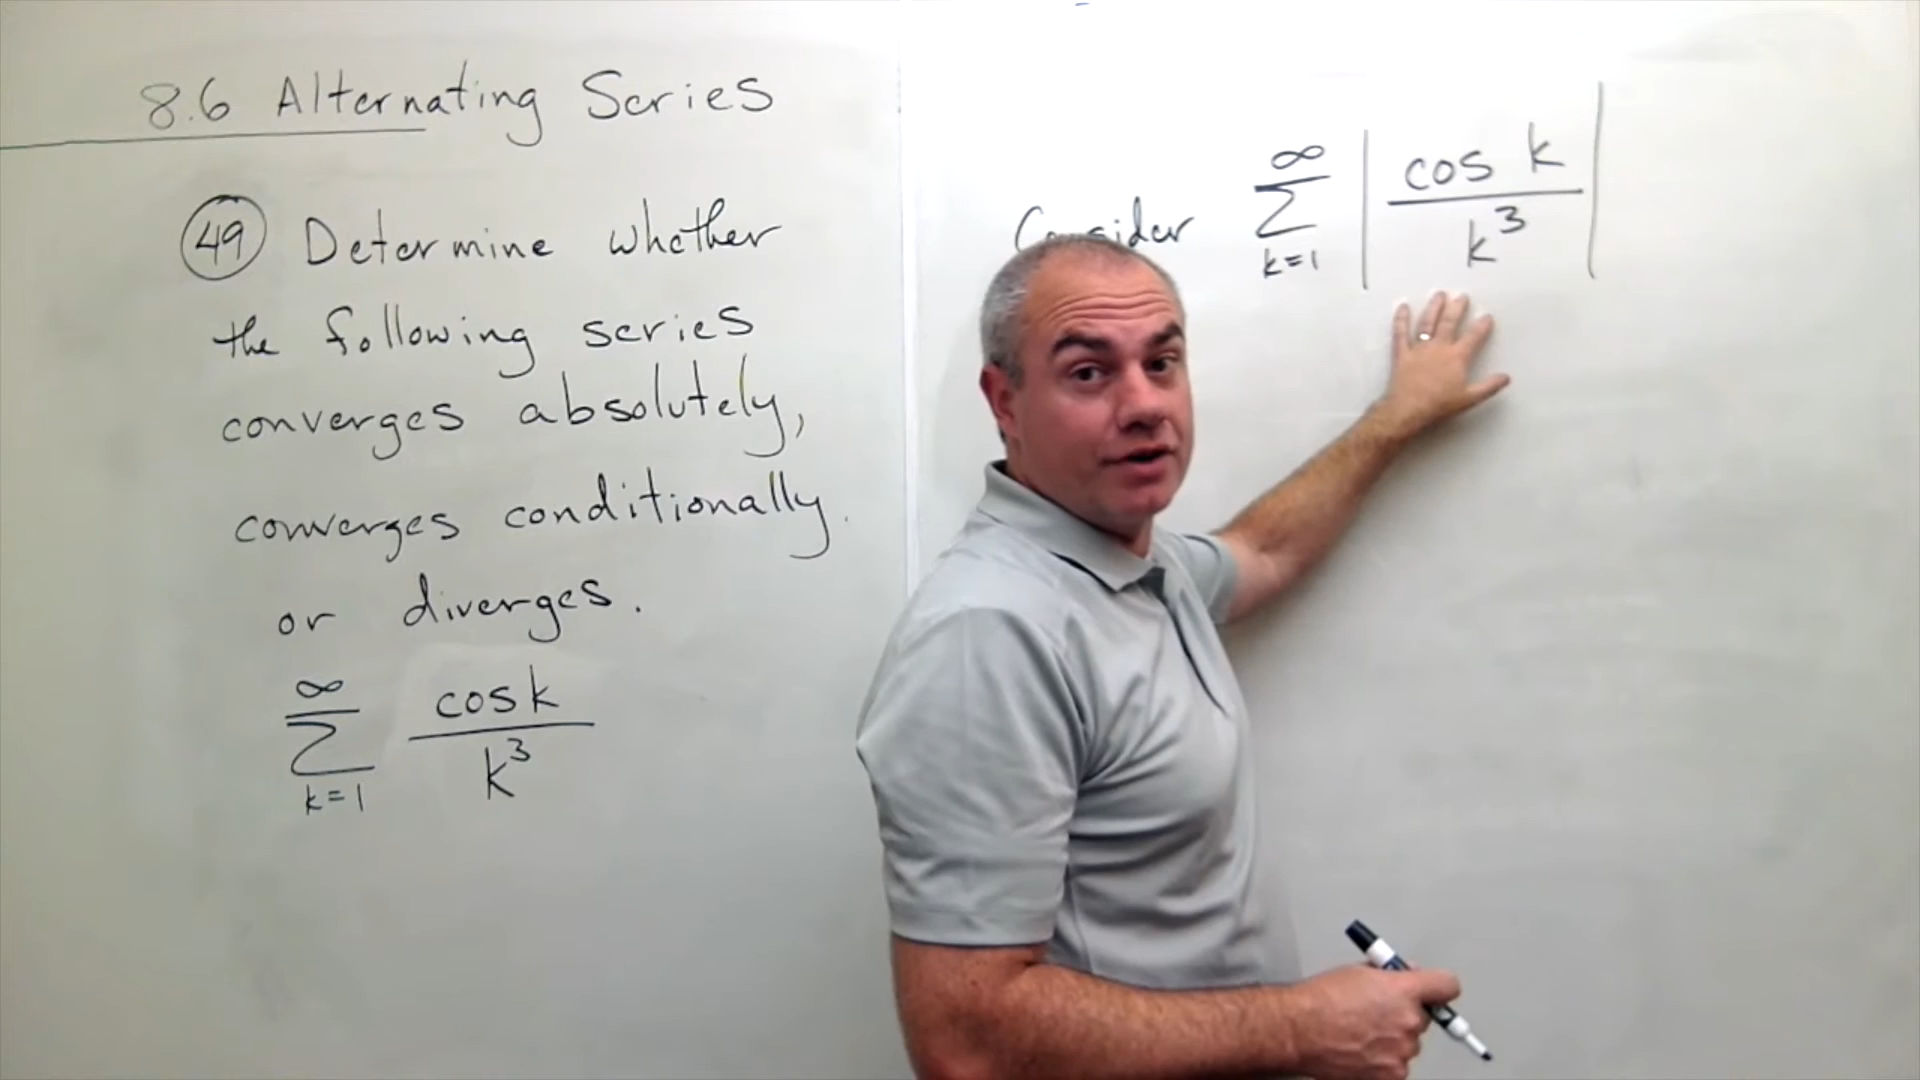 8.6 Alternating Series
49 Determine whether
the following series
converges absolutely,
converges conditionally.
or diverges.
∞
∑ cos k / k³
k=1
Consider ∞
∑ | cos k / k³ |
k=1